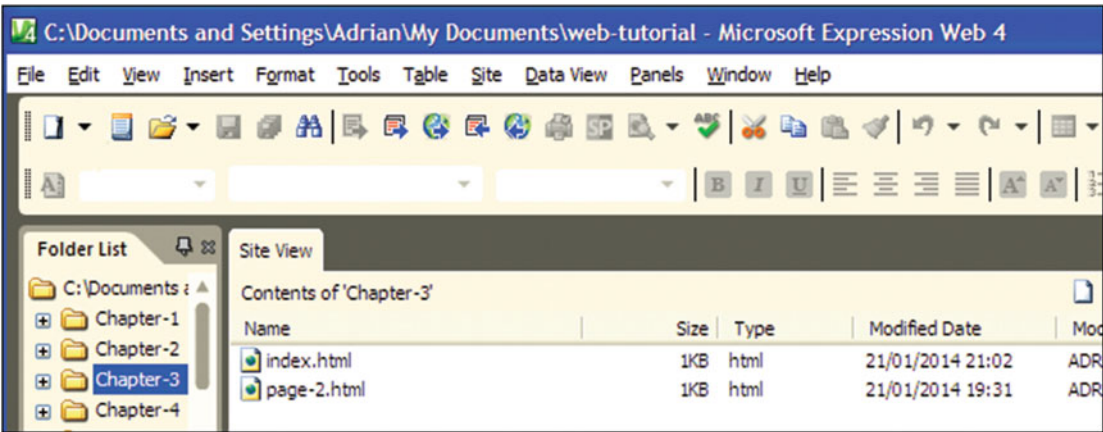 C:\Documents and Settings\Adrian\My Documents\web-tutorial - Microsoft Expression Web 4
File Edit View Insert Format Tools Table Site Data View Panels Window Help
SP ABC
A B I U A A
Folder List Site View
C:\Documents a Contents of 'Chapter-3'
Chapter-1 Name Size Type Modified Date Mod
Chapter-2 index.html 1KB html 21/01/2014 21:02 ADR
Chapter-3 page-2.html 1KB html 21/01/2014 19:31 ADR
Chapter-4